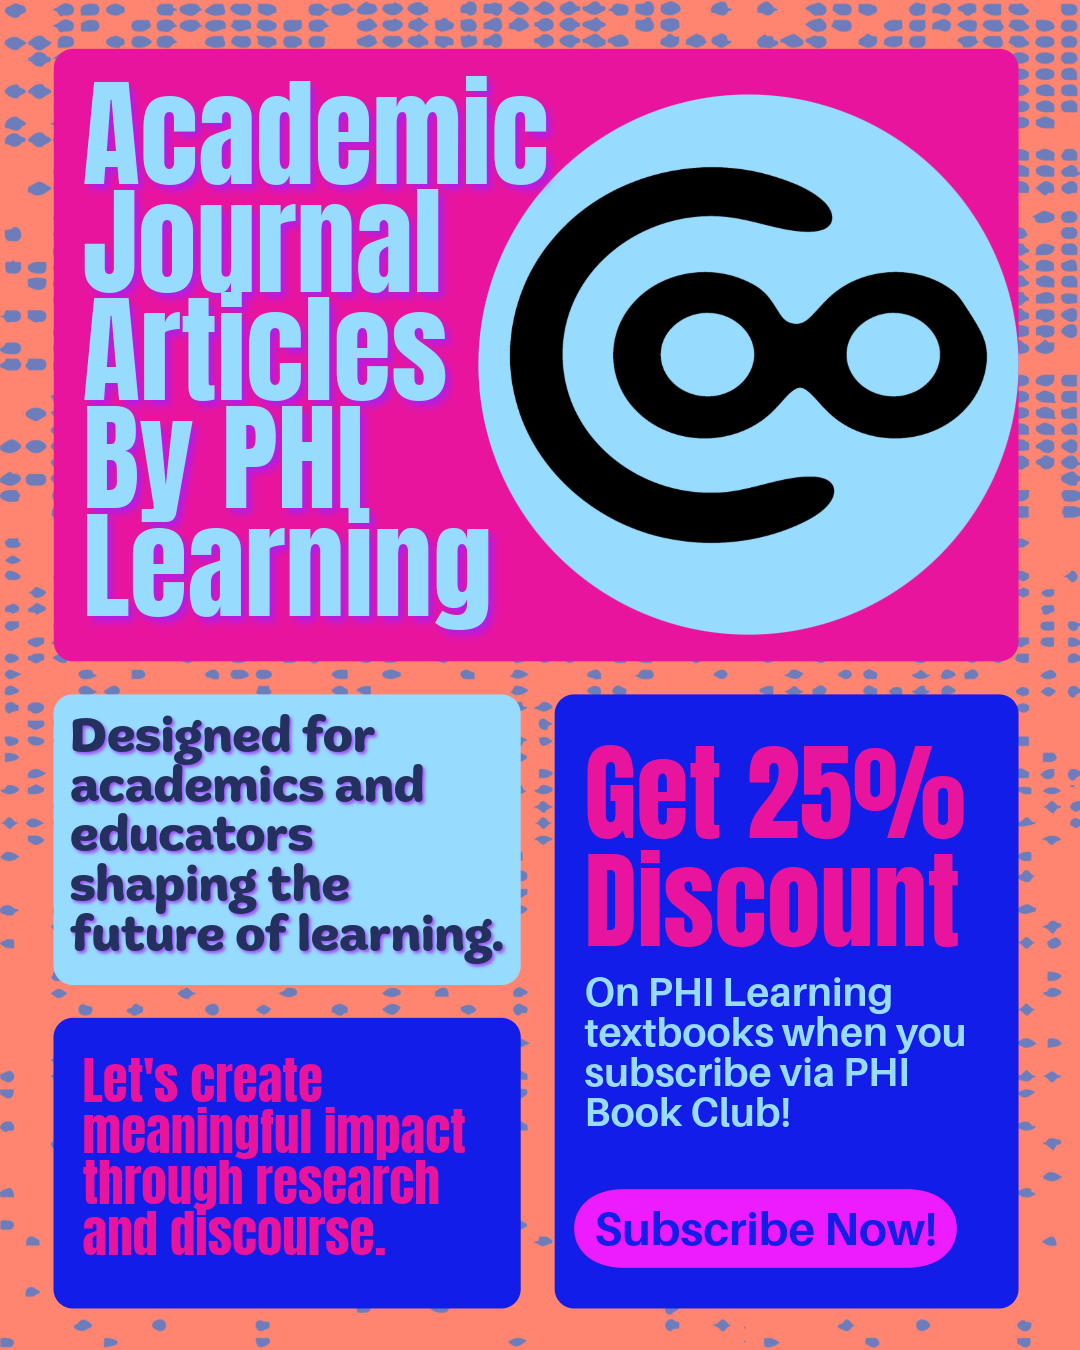 Academic
Journal
Articles
By PHI
Learning
Designed for
academics and
educators
shaping the
future of learning.
Let's create
meaningful impact
through research
and discourse.
Get 25%
Discount
On PHI Learning
textbooks when you
subscribe via PHI
Book Club!
Subscribe Now!